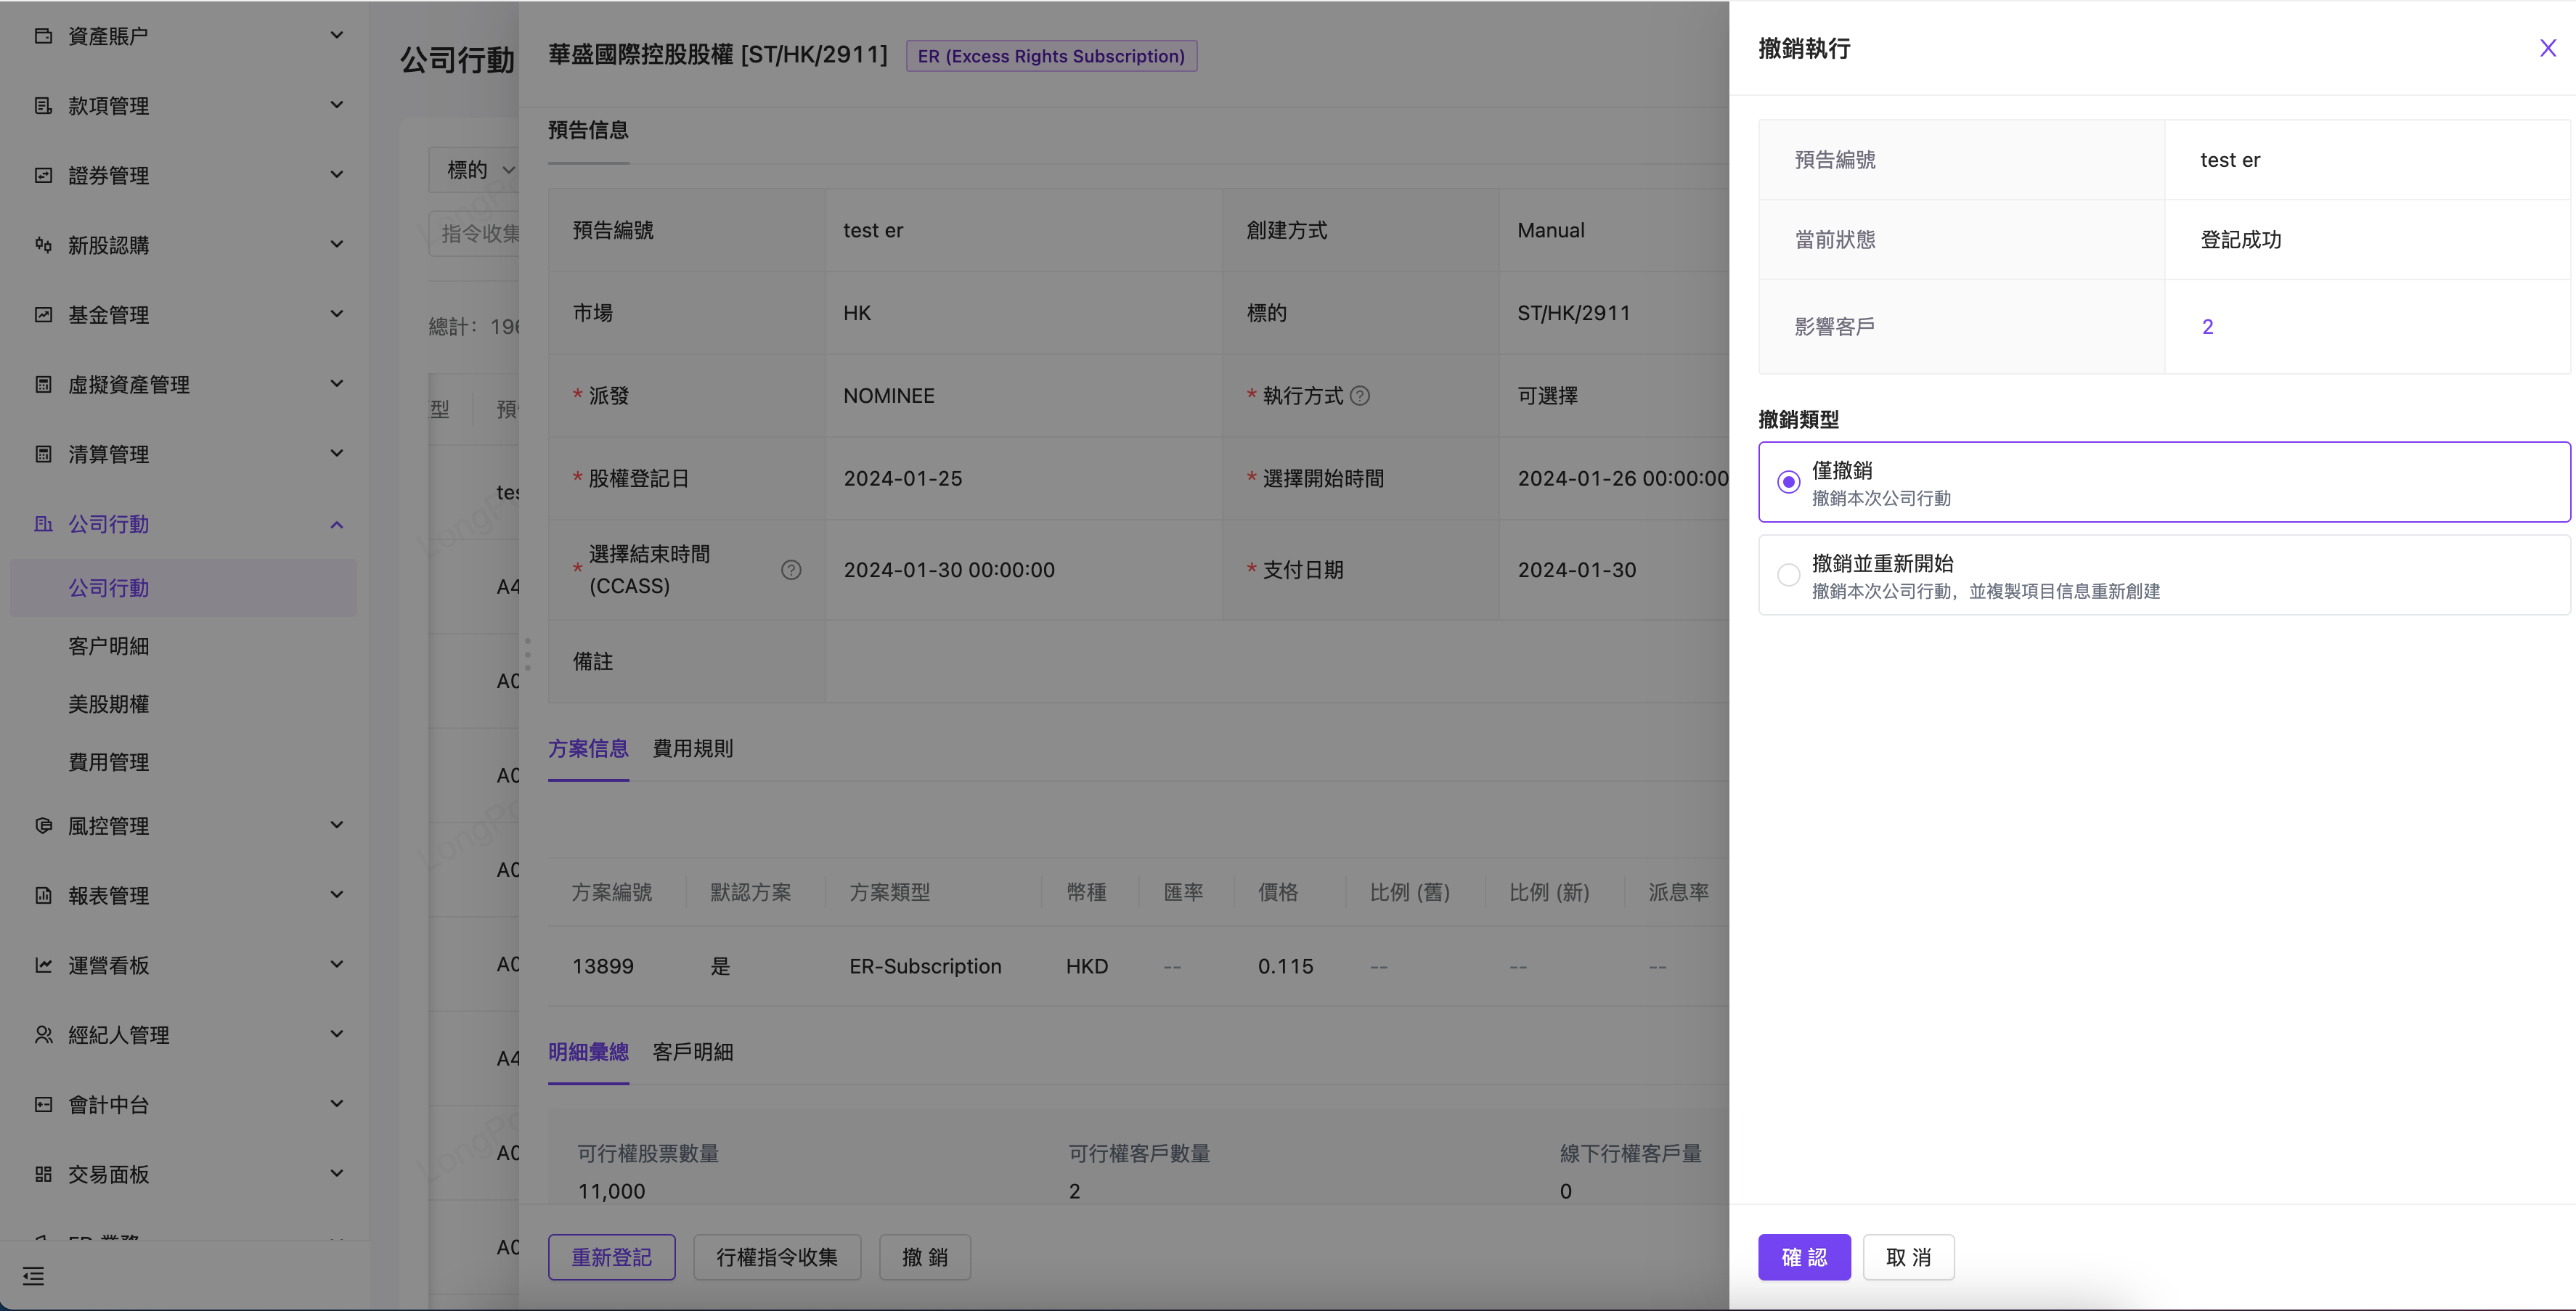 資產賬户
款項管理
證券管理
新股認購
基金管理
虛擬資產管理
清算管理
公司行動
公司行動
客户明細
美股期權
費用管理
風控管理
報表管理
運營看板
經紀人管理
會計中台
交易面板
公司行動
標的
指令收集
總計： 196
型
tes
A4
A0
A0
A0
A0
A4
A0
A0
華盛國際控股股權 [ST/HK/2911] ER (Excess Rights Subscription)
預告信息
預告編號 test er 創建方式 Manual
市場 HK 標的 ST/HK/2911
* 派發 NOMINEE * 執行方式 可選擇
* 股權登記日 2024-01-25 * 選擇開始時間 2024-01-26 00:00:00
* 選擇結束時間 (CCASS) 2024-01-30 00:00:00 * 支付日期 2024-01-30
備註
方案信息 費用規則
方案編號 默認方案 方案類型 幣種 匯率 價格 比例 (舊) 比例 (新) 派息率
13899 是 ER-Subscription HKD -- 0.115 -- -- --
明細彙總 客戶明細
可行權股票數量 可行權客戶數量 線下行權客戶量
11,000 2 0
重新登記 行權指令收集 撤 銷
撤銷執行
預告編號 test er
當前狀態 登記成功
影響客戶 2
撤銷類型
僅撤銷
撤銷本次公司行動
撤銷並重新開始
撤銷本次公司行動，並複製項目信息重新創建
確 認 取 消